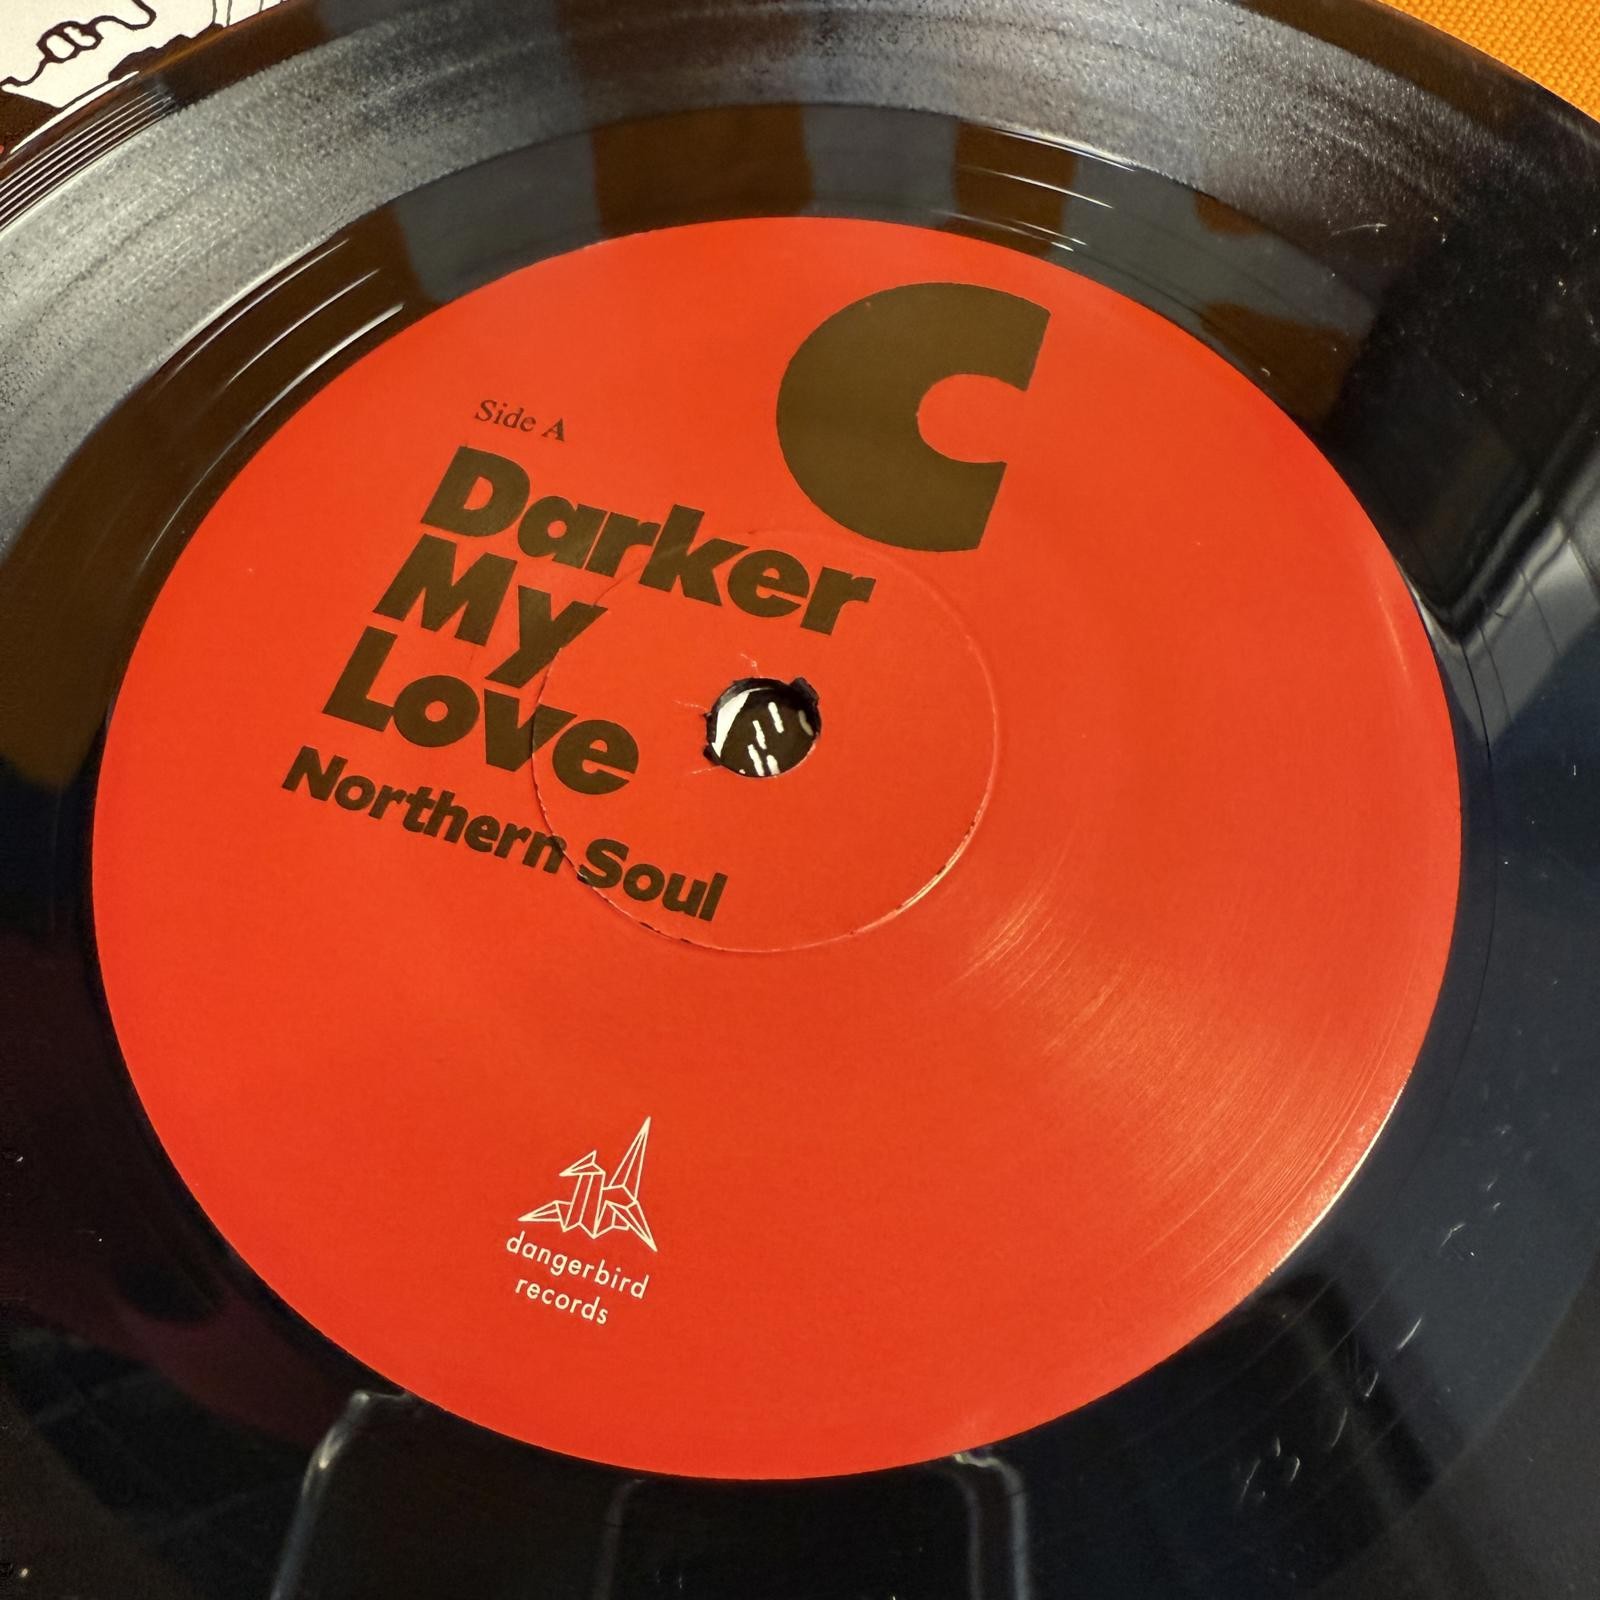 C
Side A
Darker
My
Love
Northern Soul
dangerbird
records